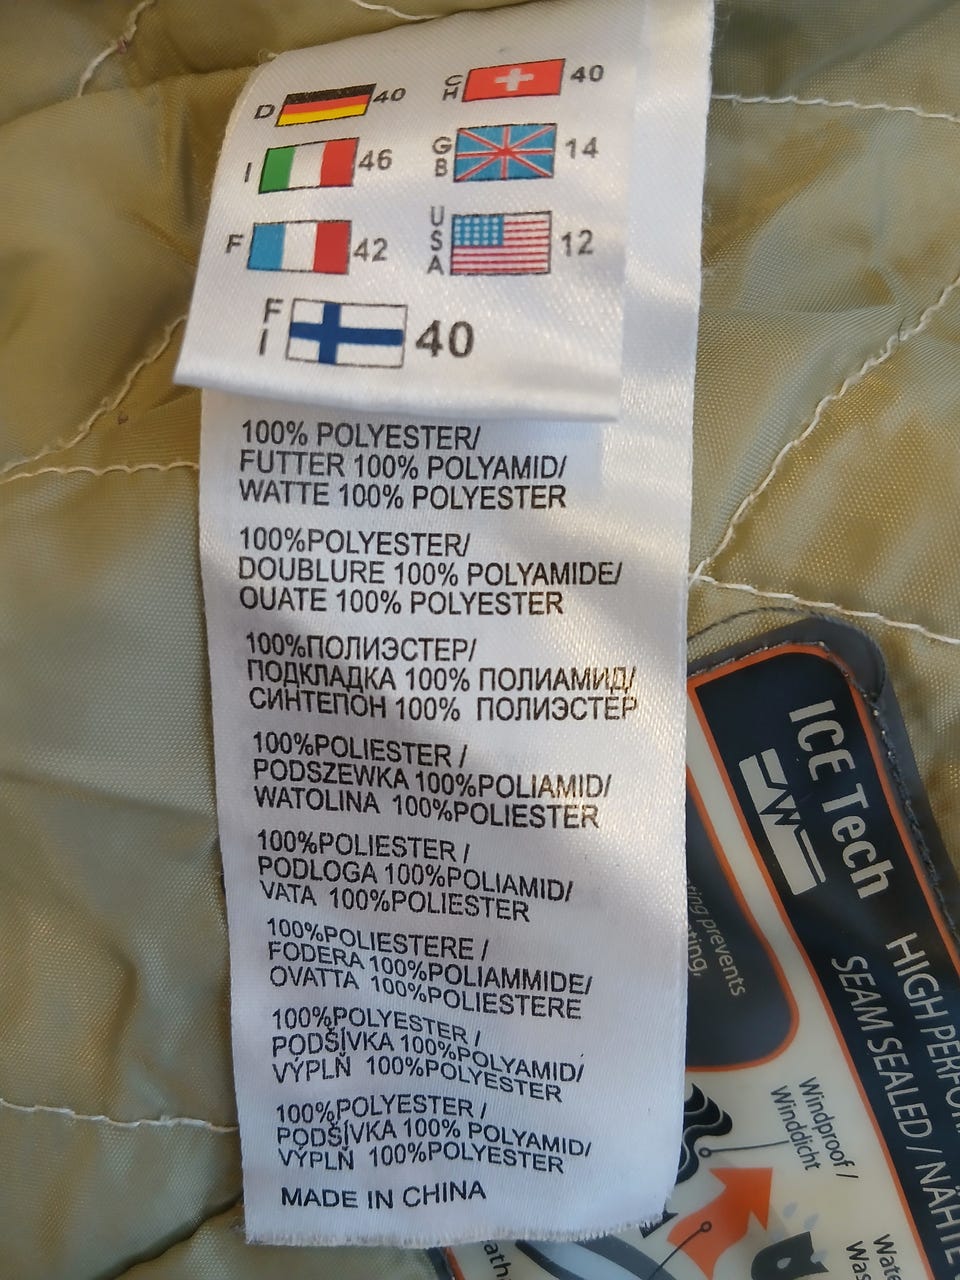 D 40
CH 40
I 46
GB 14
F 42
USA 12
FI 40
100% POLYESTER/
FUTTER 100% POLYAMID/
WATTE 100% POLYESTER
100%POLYESTER/
DOUBLURE 100% POLYAMIDE/
OUATE 100% POLYESTER
100%ПОЛИЭСТЕР/
ПОДКЛАДКА 100% ПОЛИАМИД/
СИНТЕПОН 100% ПОЛИЭСТЕР
100%POLIESTER /
PODSZEWKA 100%POLIAMID/
WATOLINA 100%POLIESTER
100%POLIESTER /
PODLOGA 100%POLIAMID/
VATA 100%POLIESTER
100%POLIESTERE /
FODERA 100%POLIAMMIDE/
OVATTA 100%POLIESTERE
100%POLYESTER /
PODŠÍVKA 100%POLYAMID/
VÝPLŇ 100%POLYESTER
100%POLYESTER /
PODŠÍVKA 100% POLYAMID/
VÝPLŇ 100%POLYESTER
MADE IN CHINA
ICE Tech
HIGH
SEAM SEALED /
prevents
Windproof /
Winddicht